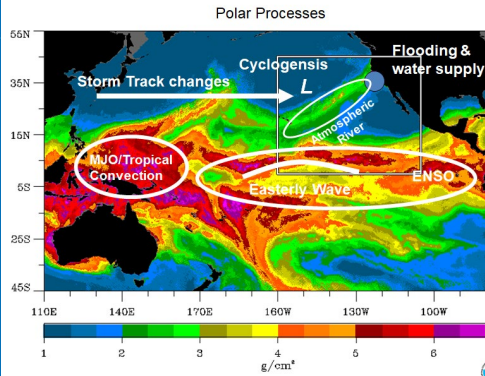 Polar Processes
55N
Cyclogensis
Flooding &
water supply
35N
Storm Track changes
L
Atmospheric
River
15N
MJO/Tropical
Convection
5S
Easterly Wave
ENSO
25S
45S
110E 140E 170E 160W 130W 100W
1 2 3 4 5 6
g/cm²